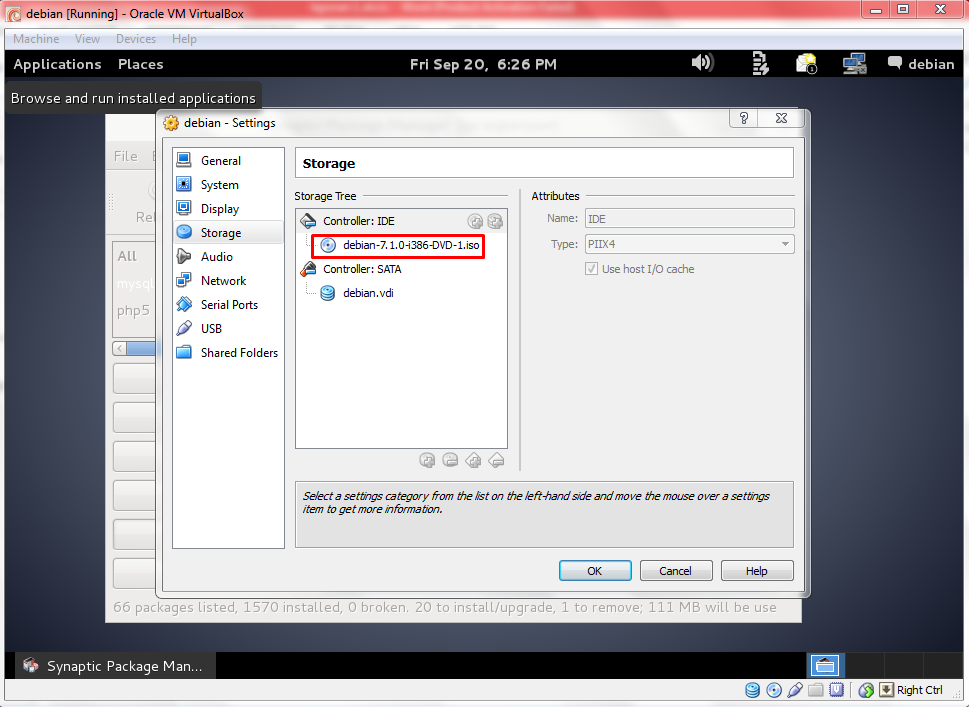 debian [Running] - Oracle VM VirtualBox
Machine View Devices Help
Applications Places Fri Sep 20, 6:26 PM debian
Browse and run installed applications
debian - Settings
File
All
mysql
php5
General
System
Display
Storage
Audio
Network
Serial Ports
USB
Shared Folders
Storage
Storage Tree
Controller: IDE
debian-7.1.0-i386-DVD-1.iso
Controller: SATA
debian.vdi
Attributes
Name: IDE
Type: PIIX4
Use host I/O cache
Select a settings category from the list on the left-hand side and move the mouse over a settings
item to get more information.
OK Cancel Help
66 packages listed, 1570 installed, 0 broken. 20 to install/upgrade, 1 to remove; 111 MB will be use
Synaptic Package Man...
Right Ctrl